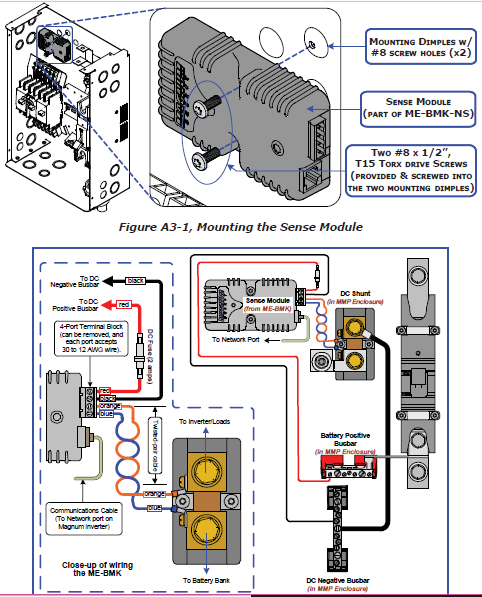 MOUNTING DIMPLES W/
#8 SCREW HOLES (X2)
SENSE MODULE
(PART OF ME-BMK-NS)
TWO #8 X 1/2”,
T15 TORX DRIVE SCREWS
(PROVIDED & SCREWED INTO
THE TWO MOUNTING DIMPLES)
Figure A3-1, Mounting the Sense Module
To DC
Negative Busbar
black
To DC
Positive Busbar
red
4-Port Terminal Block
(can be removed, and
each port accepts
30 to 12 AWG wire).
DC Fuse (2 amps)
red
black
orange
blue
Twisted-pair cable
To Inverter/Loads
orange
blue
Communications Cable
(To Network port on
Magnum Inverter)
Close-up of wiring
the ME-BMK
To Battery Bank
Sense Module
(from ME-BMK)
To Network Port
DC Shunt
(in MMP Enclosure)
Battery Positive
Busbar
(in MMP Enclosure)
DC Negative Busbar
(in MMP Enclosure)